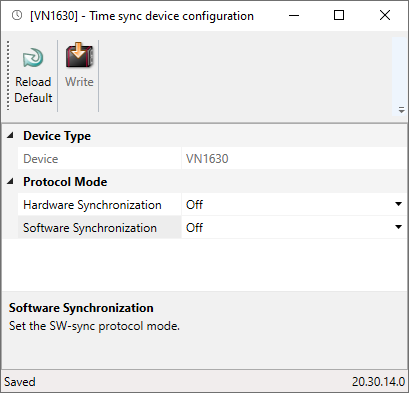 [VN1630] - Time sync device configuration
Reload
Default
Write
Device Type
Device VN1630
Protocol Mode
Hardware Synchronization Off
Software Synchronization Off
Software Synchronization
Set the SW-sync protocol mode.
Saved 20.30.14.0